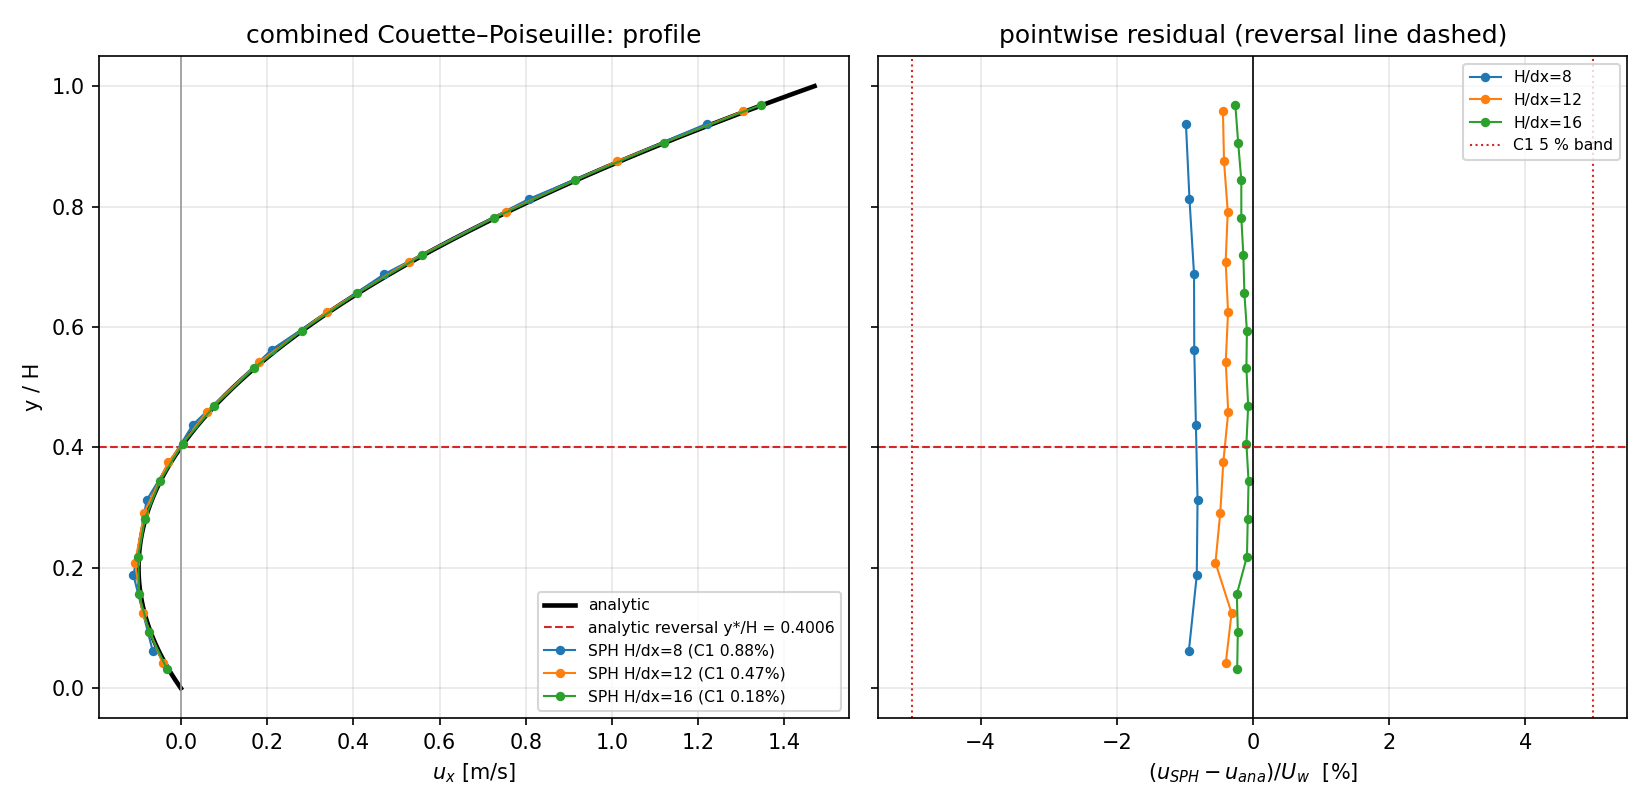 combined Couette–Poiseuille: profile
y / H
1.0
0.8
0.6
0.4
0.2
0.0
0.0 0.2 0.4 0.6 0.8 1.0 1.2 1.4
u_x [m/s]
analytic
analytic reversal y*/H = 0.4006
SPH H/dx=8 (C1 0.88%)
SPH H/dx=12 (C1 0.47%)
SPH H/dx=16 (C1 0.18%)
pointwise residual (reversal line dashed)
H/dx=8
H/dx=12
H/dx=16
C1 5 % band
−4 −2 0 2 4
(u_SPH − u_ana)/U_w [%]